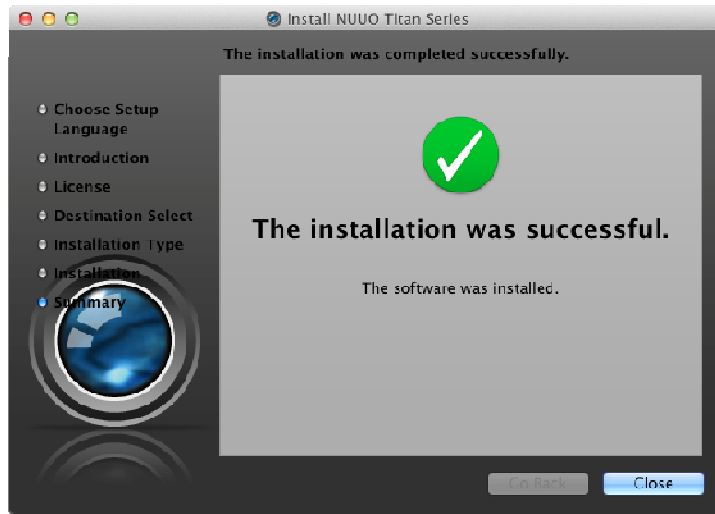 Install NUUO Titan Series
The installation was completed successfully.
Choose Setup
Language
Introduction
License
Destination Select
Installation Type
Installation
Summary
The installation was successful.
The software was installed.
Go Back
Close